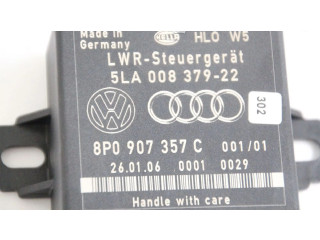 Made in HELLA HLO W5
Germany
LWR-Steuergerät
5LA 008 379-22
302
8P0 907 357 C 001/01
26.01.06 0001 0029
Handle with care